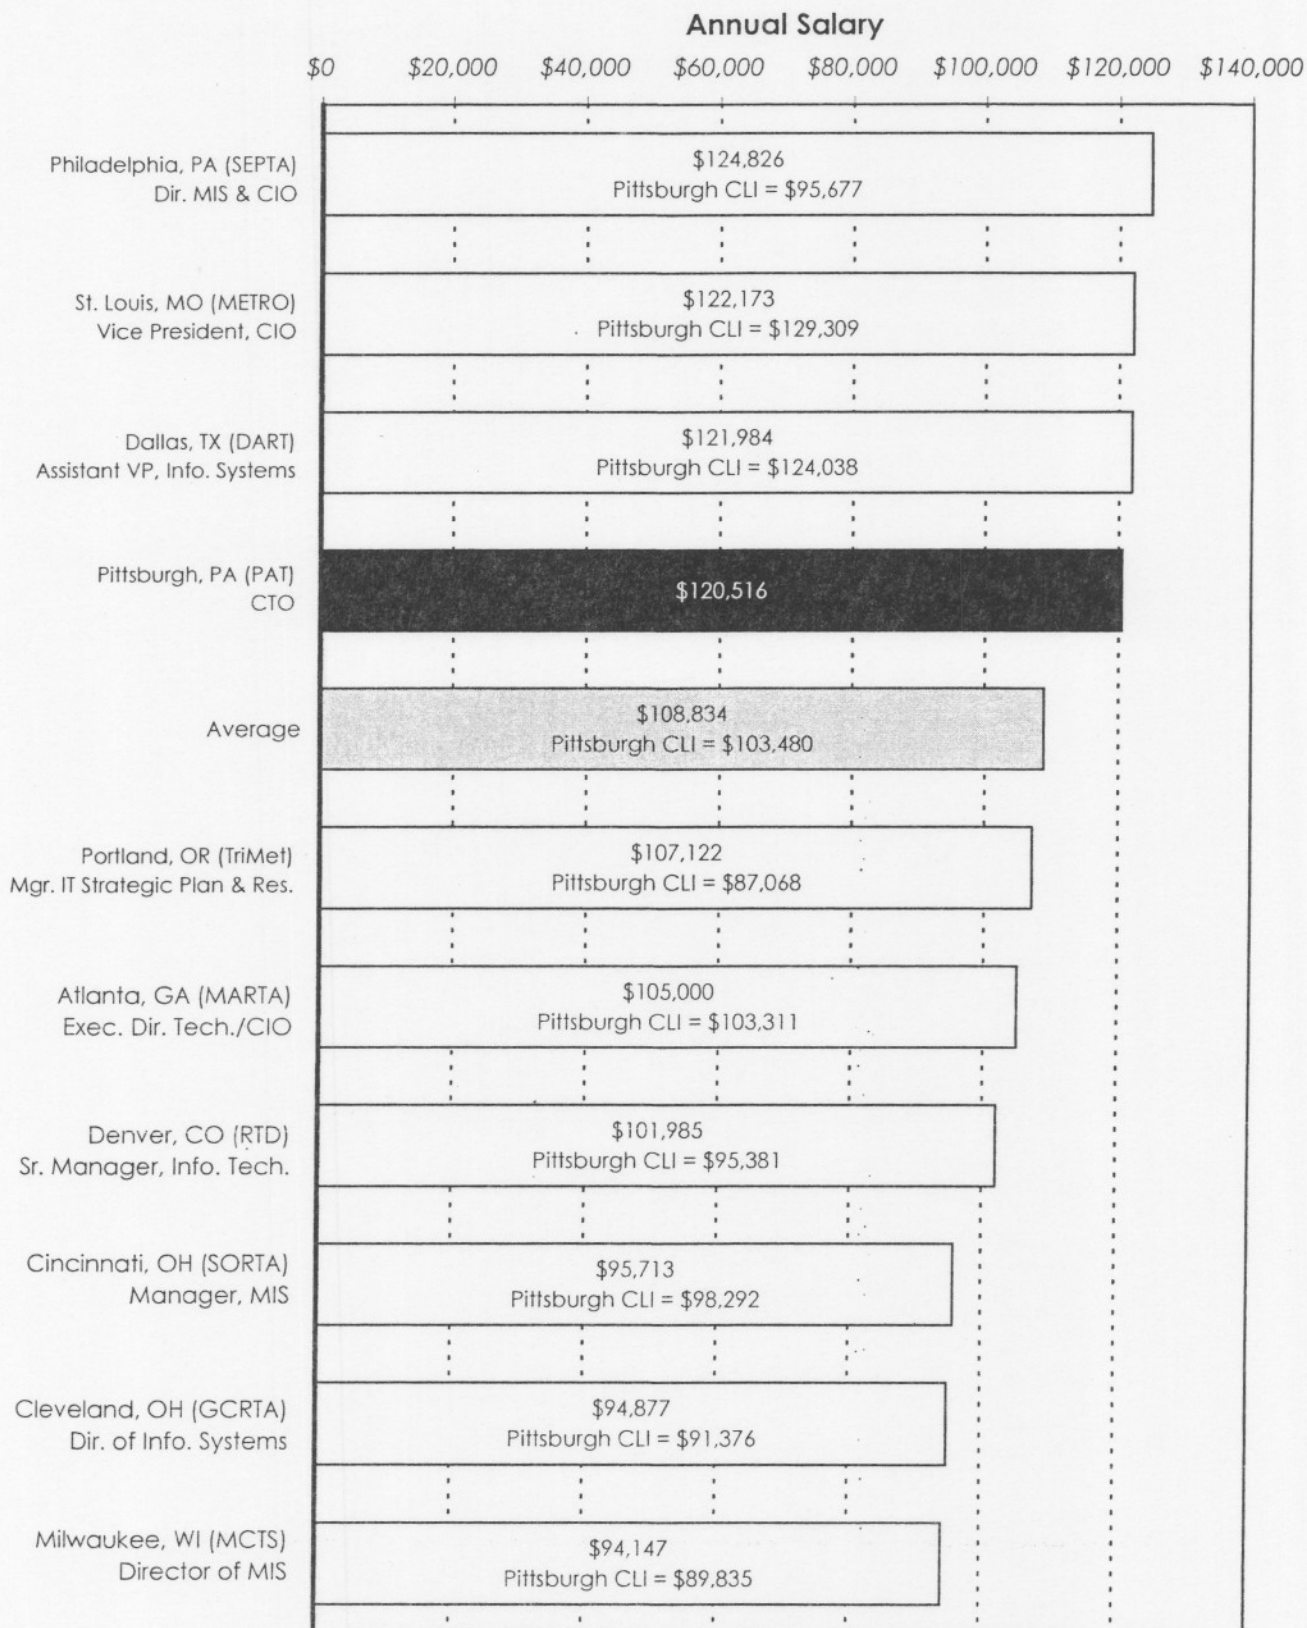 Annual Salary
$0 $20,000 $40,000 $60,000 $80,000 $100,000 $120,000 $140,000
Philadelphia, PA (SEPTA)
Dir. MIS & CIO
$124,826
Pittsburgh CLI = $95,677
St. Louis, MO (METRO)
Vice President, CIO
$122,173
Pittsburgh CLI = $129,309
Dallas, TX (DART)
Assistant VP, Info. Systems
$121,984
Pittsburgh CLI = $124,038
Pittsburgh, PA (PAT)
CTO
$120,516
Average
$108,834
Pittsburgh CLI = $103,480
Portland, OR (TriMet)
Mgr. IT Strategic Plan & Res.
$107,122
Pittsburgh CLI = $87,068
Atlanta, GA (MARTA)
Exec. Dir. Tech./CIO
$105,000
Pittsburgh CLI = $103,311
Denver, CO (RTD)
Sr. Manager, Info. Tech.
$101,985
Pittsburgh CLI = $95,381
Cincinnati, OH (SORTA)
Manager, MIS
$95,713
Pittsburgh CLI = $98,292
Cleveland, OH (GCRTA)
Dir. of Info. Systems
$94,877
Pittsburgh CLI = $91,376
Milwaukee, WI (MCTS)
Director of MIS
$94,147
Pittsburgh CLI = $89,835